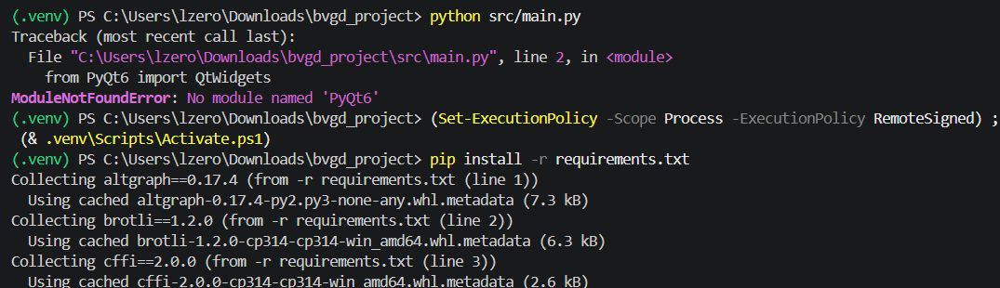 (.venv) PS C:\Users\lzero\Downloads\bvgd_project> python src/main.py
Traceback (most recent call last):
  File "C:\Users\lzero\Downloads\bvgd_project\src\main.py", line 2, in <module>
    from PyQt6 import QtWidgets
ModuleNotFoundError: No module named 'PyQt6'
(.venv) PS C:\Users\lzero\Downloads\bvgd_project> (Set-ExecutionPolicy -Scope Process -ExecutionPolicy RemoteSigned) ;
 (& .venv\Scripts\Activate.ps1)
(.venv) PS C:\Users\lzero\Downloads\bvgd_project> pip install -r requirements.txt
Collecting altgraph==0.17.4 (from -r requirements.txt (line 1))
  Using cached altgraph-0.17.4-py2.py3-none-any.whl.metadata (7.3 kB)
Collecting brotli==1.2.0 (from -r requirements.txt (line 2))
  Using cached brotli-1.2.0-cp314-cp314-win_amd64.whl.metadata (6.3 kB)
Collecting cffi==2.0.0 (from -r requirements.txt (line 3))
  Using cached cffi-2.0.0-cp314-cp314-win_amd64.whl.metadata (2.6 kB)